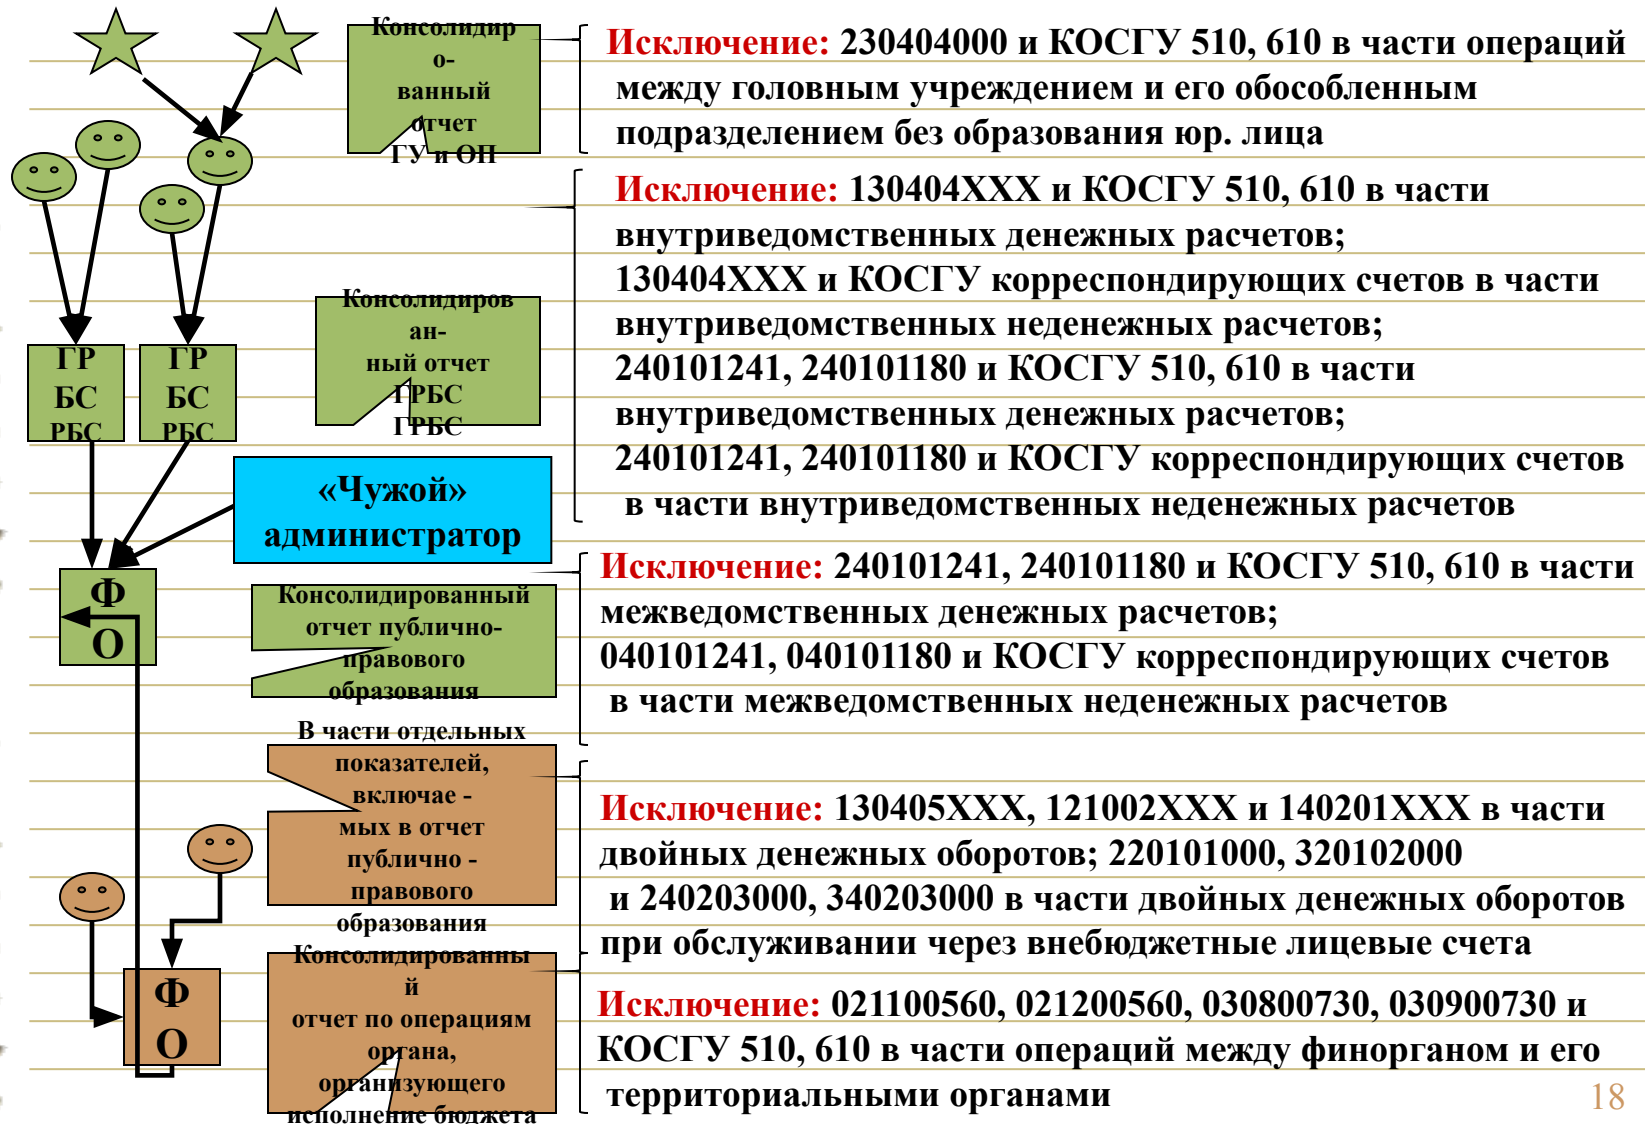 Консолидир
о-
ванный
отчет
ГУ и ОП
Исключение: 230404000 и КОСГУ 510, 610 в части операций
между головным учреждением и его обособленным
подразделением без образования юр. лица
Исключение: 130404ХХХ и КОСГУ 510, 610 в части
внутриведомственных денежных расчетов;
130404ХХХ и КОСГУ корреспондирующих счетов в части
внутриведомственных неденежных расчетов;
240101241, 240101180 и КОСГУ 510, 610 в части
внутриведомственных денежных расчетов;
240101241, 240101180 и КОСГУ корреспондирующих счетов
в части внутриведомственных неденежных расчетов
Консолидиров
ан-
ный отчет
ГРБС
ГРБС
ГР
БС
РБС
ГР
БС
РБС
«Чужой»
администратор
Ф
О
Консолидированный
отчет публично-
правового
образования
Исключение: 240101241, 240101180 и КОСГУ 510, 610 в части
межведомственных денежных расчетов;
040101241, 040101180 и КОСГУ корреспондирующих счетов
в части межведомственных неденежных расчетов
В части отдельных
показателей,
включае -
мых в отчет
публично -
правового
образования
Исключение: 130405ХХХ, 121002ХХХ и 140201ХХХ в части
двойных денежных оборотов; 220101000, 320102000
и 240203000, 340203000 в части двойных денежных оборотов
при обслуживании через внебюджетные лицевые счета
Ф
О
Консолидированны
й
отчет по операциям
органа,
организующего
исполнение бюджета
Исключение: 021100560, 021200560, 030800730, 030900730 и
КОСГУ 510, 610 в части операций между финорганом и его
территориальными органами
18